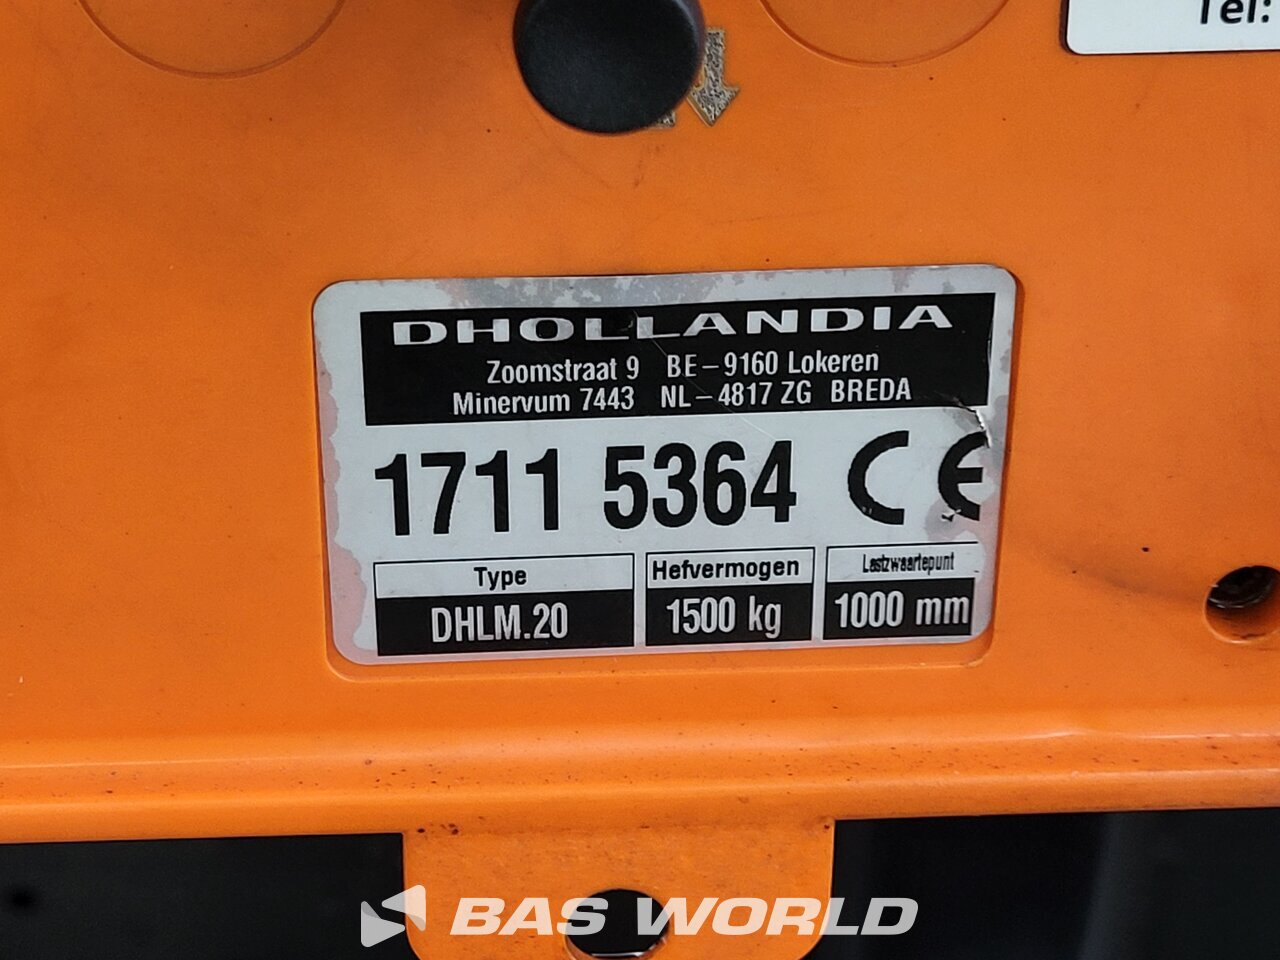 Tel:
DHOLLANDIA
Zoomstraat 9 BE-9160 Lokeren
Minervum 7443 NL-4817 ZG BREDA
1711 5364 CE
Type Hefvermogen Lastzwaartepunt
DHLM.20 1500 kg 1000 mm
BAS WORLD